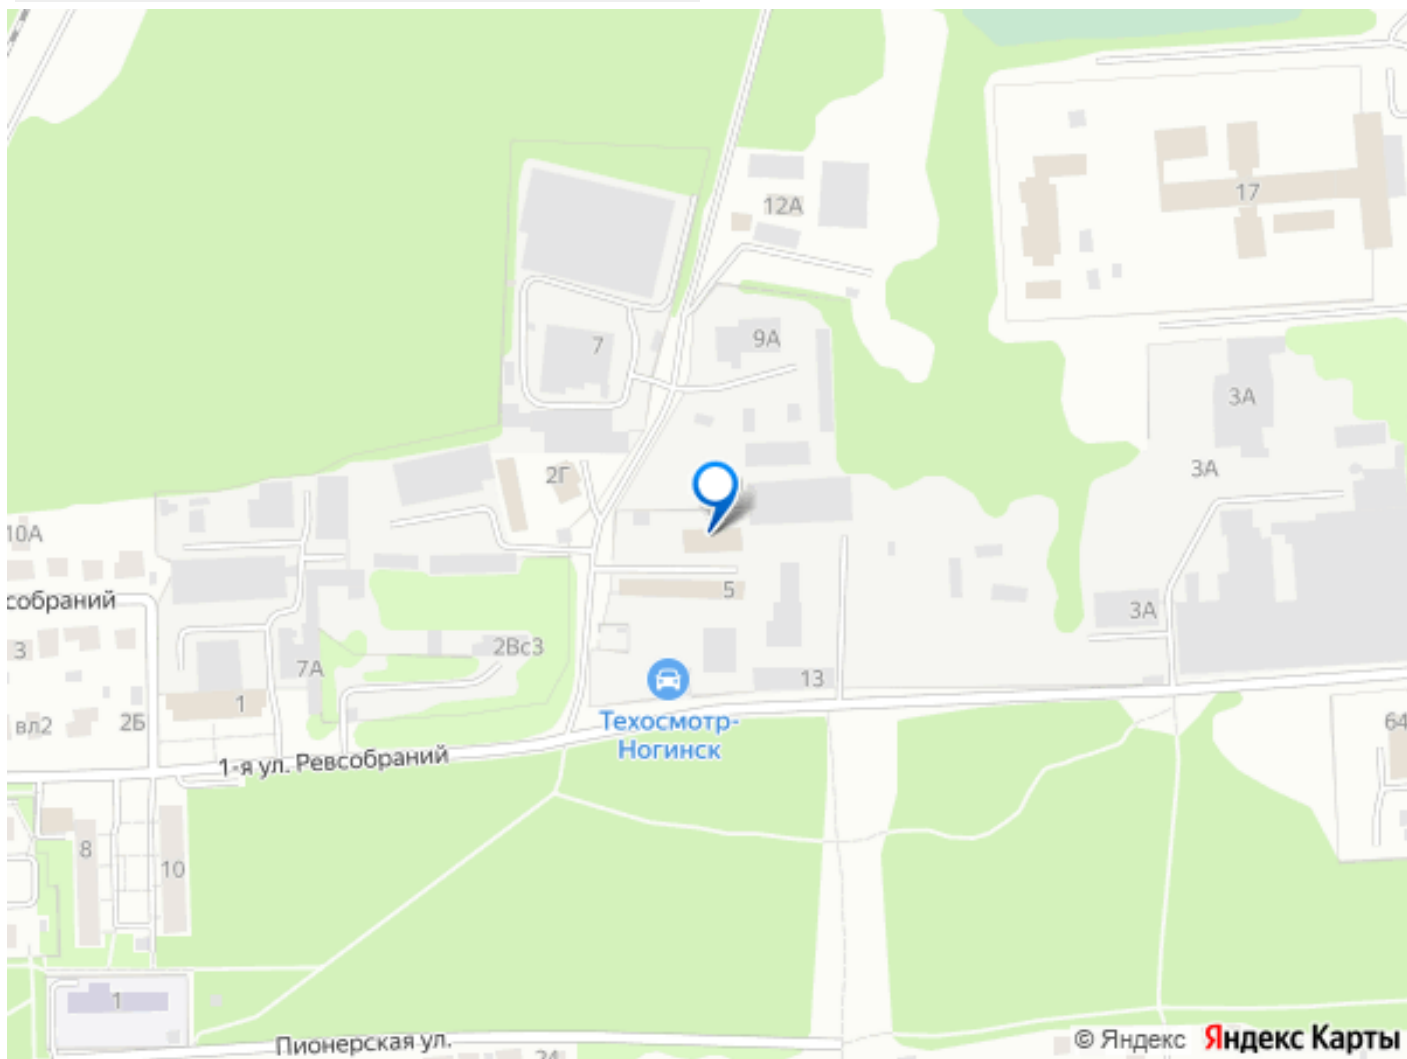 12А
17
7
9А
3А
2Г
3А
10А
собраний
5
3А
3
7А
2Вс3
13
1
вл2
2Б
Техосмотр-
Ногинск
64
1-я ул. Ревсобраний
8
10
1
Пионерская ул.
24
© Яндекс Яндекс Карты